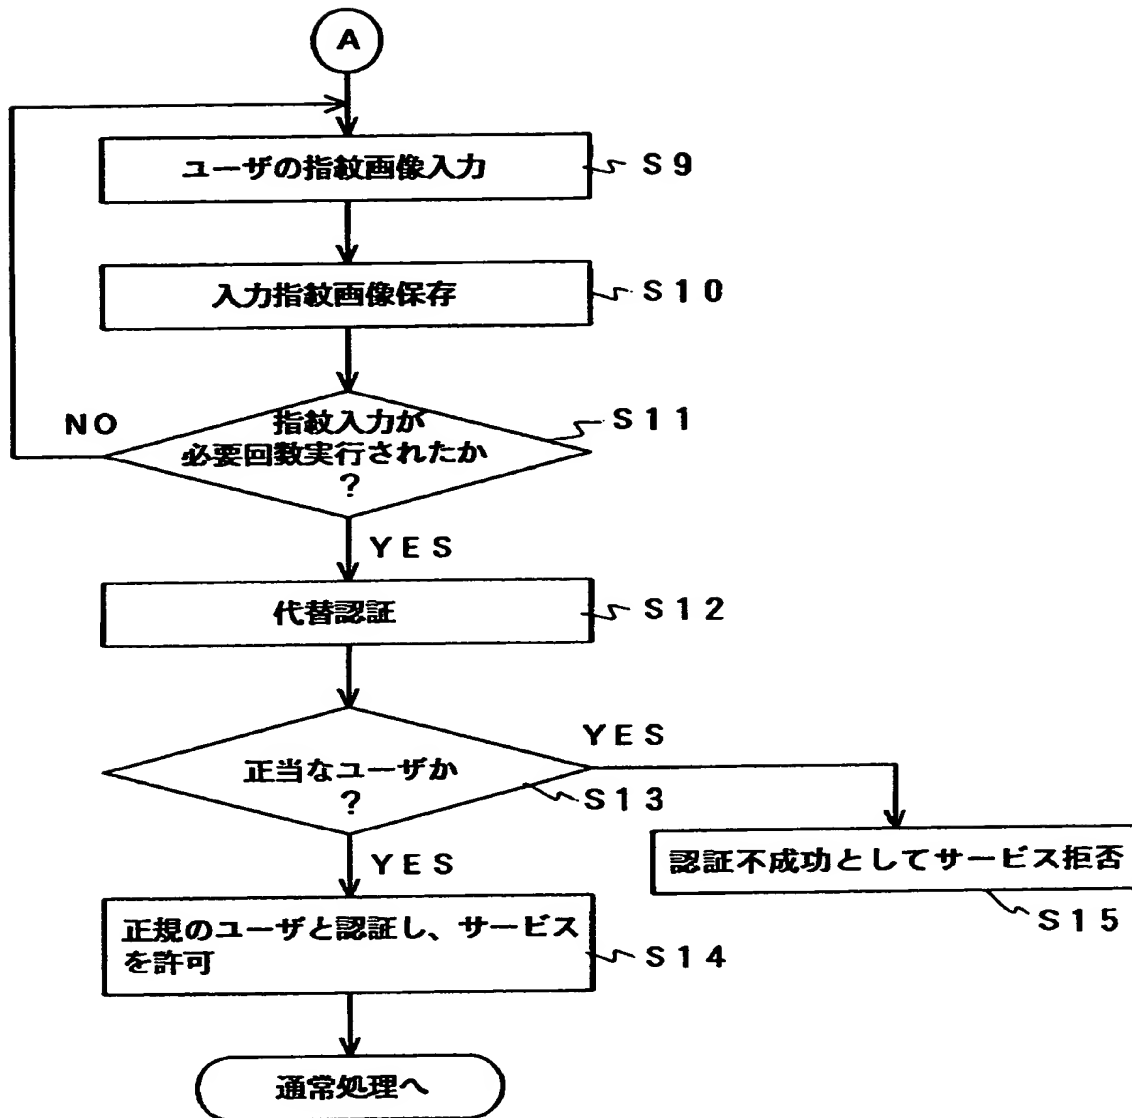 A
ユーザの指紋画像入力
S9
入力指紋画像保存
S10
指紋入力が
必要回数実行されたか
?
S11
NO
YES
代替認証
S12
正当なユーザか
?
S13
YES
YES
認証不成功としてサービス拒否
S15
正規のユーザと認証し、サービス
を許可
S14
通常処理へ